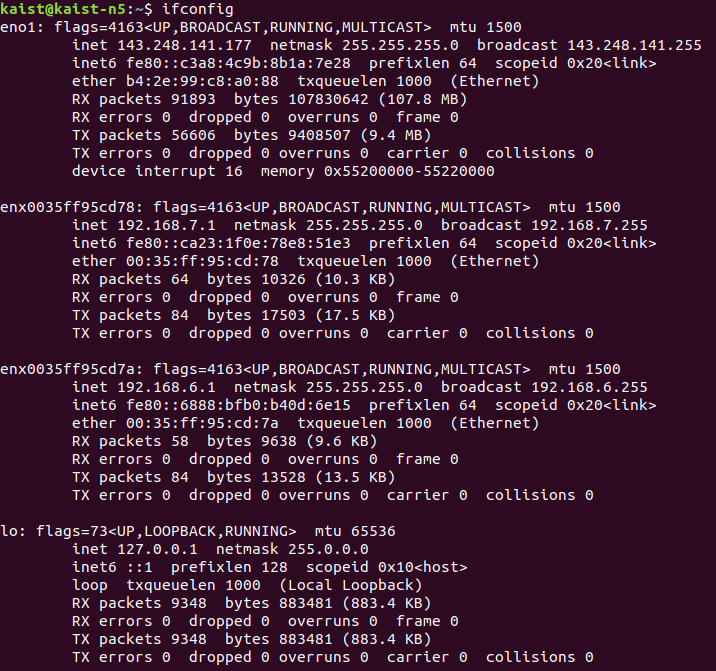 kaist@kaist-n5:~$ ifconfig
eno1: flags=4163<UP,BROADCAST,RUNNING,MULTICAST>  mtu 1500
        inet 143.248.141.177  netmask 255.255.255.0  broadcast 143.248.141.255
        inet6 fe80::c3a8:4c9b:8b1a:7e28  prefixlen 64  scopeid 0x20<link>
        ether b4:2e:99:c8:a0:88  txqueuelen 1000  (Ethernet)
        RX packets 91893  bytes 107830642 (107.8 MB)
        RX errors 0  dropped 0  overruns 0  frame 0
        TX packets 56606  bytes 9408507 (9.4 MB)
        TX errors 0  dropped 0 overruns 0  carrier 0  collisions 0
        device interrupt 16  memory 0x55200000-55220000

enx0035ff95cd78: flags=4163<UP,BROADCAST,RUNNING,MULTICAST>  mtu 1500
        inet 192.168.7.1  netmask 255.255.255.0  broadcast 192.168.7.255
        inet6 fe80::ca23:1f0e:78e8:51e3  prefixlen 64  scopeid 0x20<link>
        ether 00:35:ff:95:cd:78  txqueuelen 1000  (Ethernet)
        RX packets 64  bytes 10326 (10.3 KB)
        RX errors 0  dropped 0  overruns 0  frame 0
        TX packets 84  bytes 17503 (17.5 KB)
        TX errors 0  dropped 0 overruns 0  carrier 0  collisions 0

enx0035ff95cd7a: flags=4163<UP,BROADCAST,RUNNING,MULTICAST>  mtu 1500
        inet 192.168.6.1  netmask 255.255.255.0  broadcast 192.168.6.255
        inet6 fe80::6888:bfb0:b40d:6e15  prefixlen 64  scopeid 0x20<link>
        ether 00:35:ff:95:cd:7a  txqueuelen 1000  (Ethernet)
        RX packets 58  bytes 9638 (9.6 KB)
        RX errors 0  dropped 0  overruns 0  frame 0
        TX packets 84  bytes 13528 (13.5 KB)
        TX errors 0  dropped 0 overruns 0  carrier 0  collisions 0

lo: flags=73<UP,LOOPBACK,RUNNING>  mtu 65536
        inet 127.0.0.1  netmask 255.0.0.0
        inet6 ::1  prefixlen 128  scopeid 0x10<host>
        loop  txqueuelen 1000  (Local Loopback)
        RX packets 9348  bytes 883481 (883.4 KB)
        RX errors 0  dropped 0  overruns 0  frame 0
        TX packets 9348  bytes 883481 (883.4 KB)
        TX errors 0  dropped 0 overruns 0  carrier 0  collisions 0